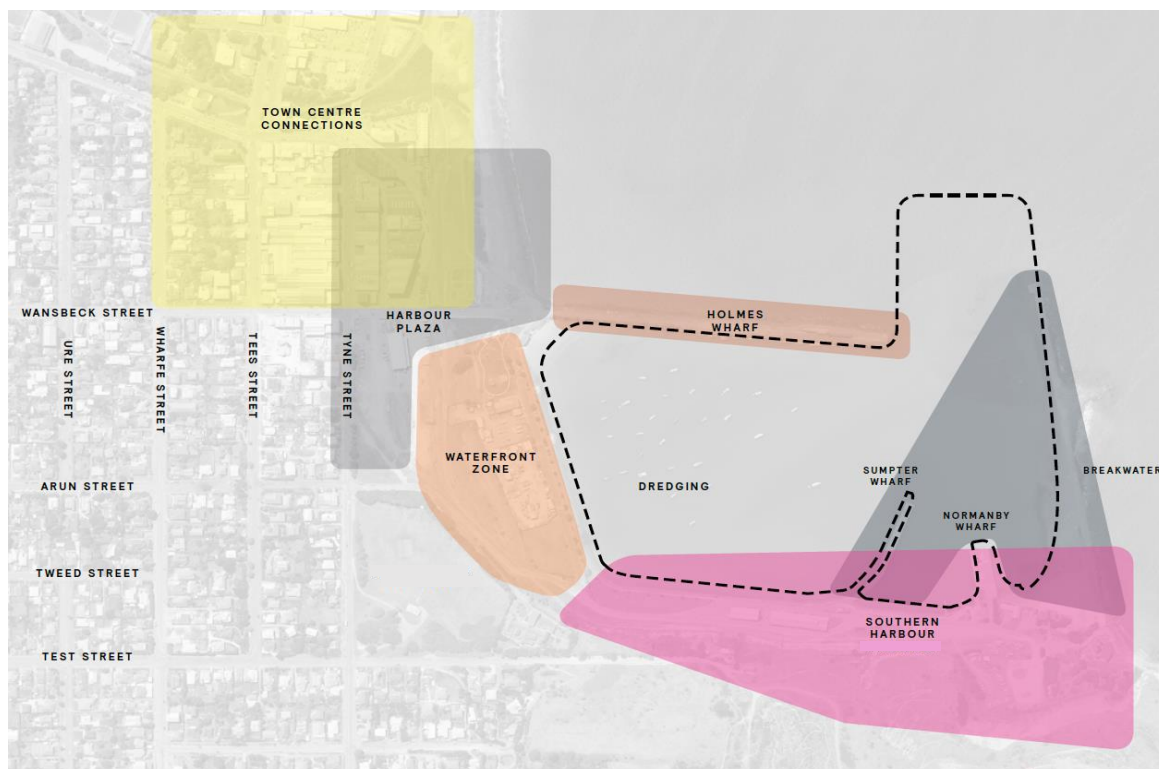 TOWN CENTRE
CONNECTIONS
WANSBECK STREET
HARBOUR
PLAZA
HOLMES
WHARF
URE STREET
WHARFE STREET
TEES STREET
TYNE STREET
WATERFRONT
ZONE
SUMPTER
WHARF
BREAKWATER
ARUN STREET
DREDGING
NORMANBY
WHARF
TWEED STREET
SOUTHERN
HARBOUR
TEST STREET